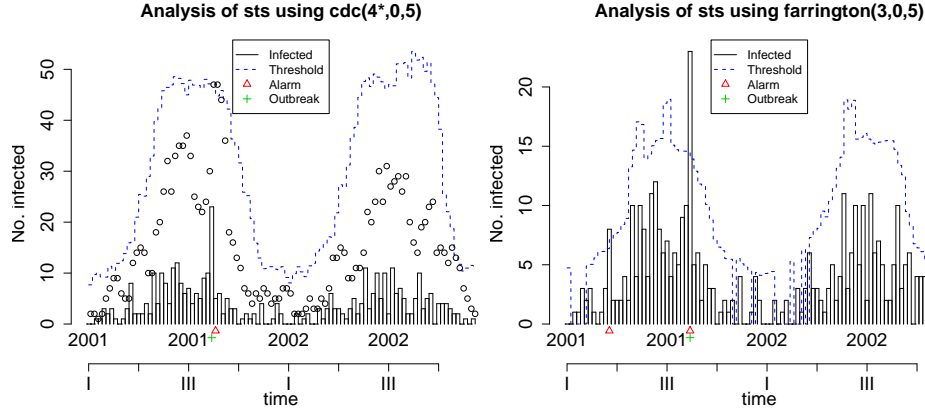 Analysis of sts using cdc(4*,0,5)
No. infected
0 10 20 30 40 50
Infected
Threshold
Alarm
Outbreak
2001 2001 2002 2002
I III I III
time
Analysis of sts using farrington(3,0,5)
No. infected
0 5 10 15 20
Infected
Threshold
Alarm
Outbreak
2001 2001 2002 2002
I III I III
time